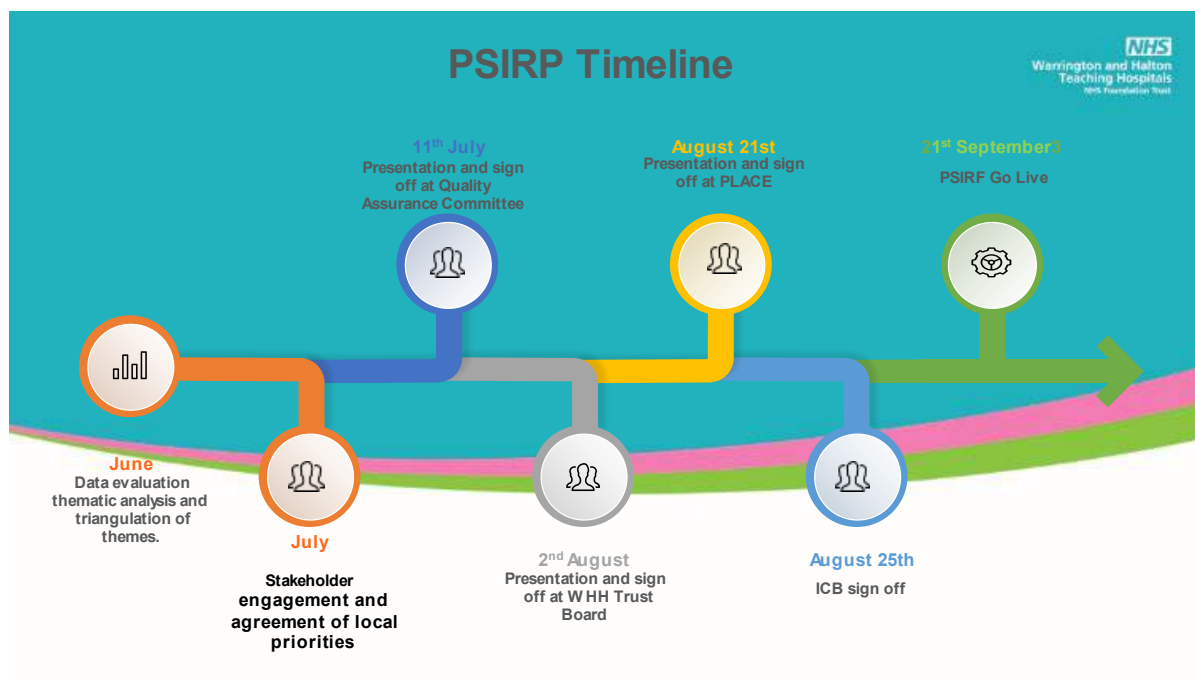 PSIRP Timeline
NHS
Warrington and Halton
Teaching Hospitals
NHS Foundation Trust
11th July
Presentation and sign
off at Quality
Assurance Committee
August 21st
Presentation and sign
off at PLACE
21st September3
PSIRF Go Live
June
Data evaluation
thematic analysis and
triangulation of
themes.
July
Stakeholder
engagement and
agreement of local
priorities
2nd August
Presentation and sign
off at WHH Trust
Board
August 25th
ICB sign off